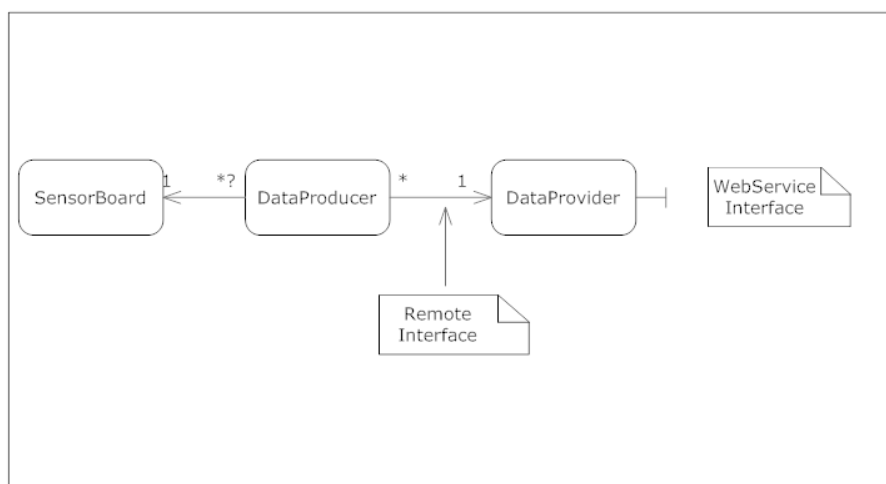 SensorBoard
1
*?
DataProducer
*
1
DataProvider
WebService
Interface
Remote
Interface